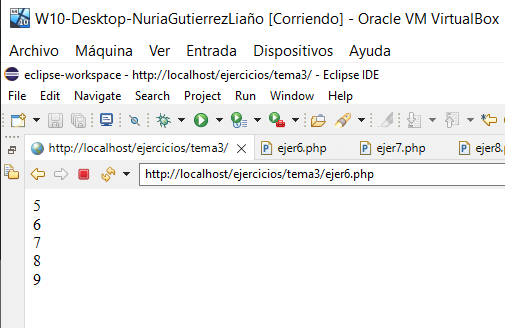 W10-Desktop-NuriaGutierrezLiaño [Corriendo] - Oracle VM VirtualBox
Archivo Máquina Ver Entrada Dispositivos Ayuda
eclipse-workspace - http://localhost/ejercicios/tema3/ - Eclipse IDE
File Edit Navigate Search Project Run Window Help
http://localhost/ejercicios/tema3/ ejer6.php ejer7.php ejer8.
http://localhost/ejercicios/tema3/ejer6.php
5
6
7
8
9